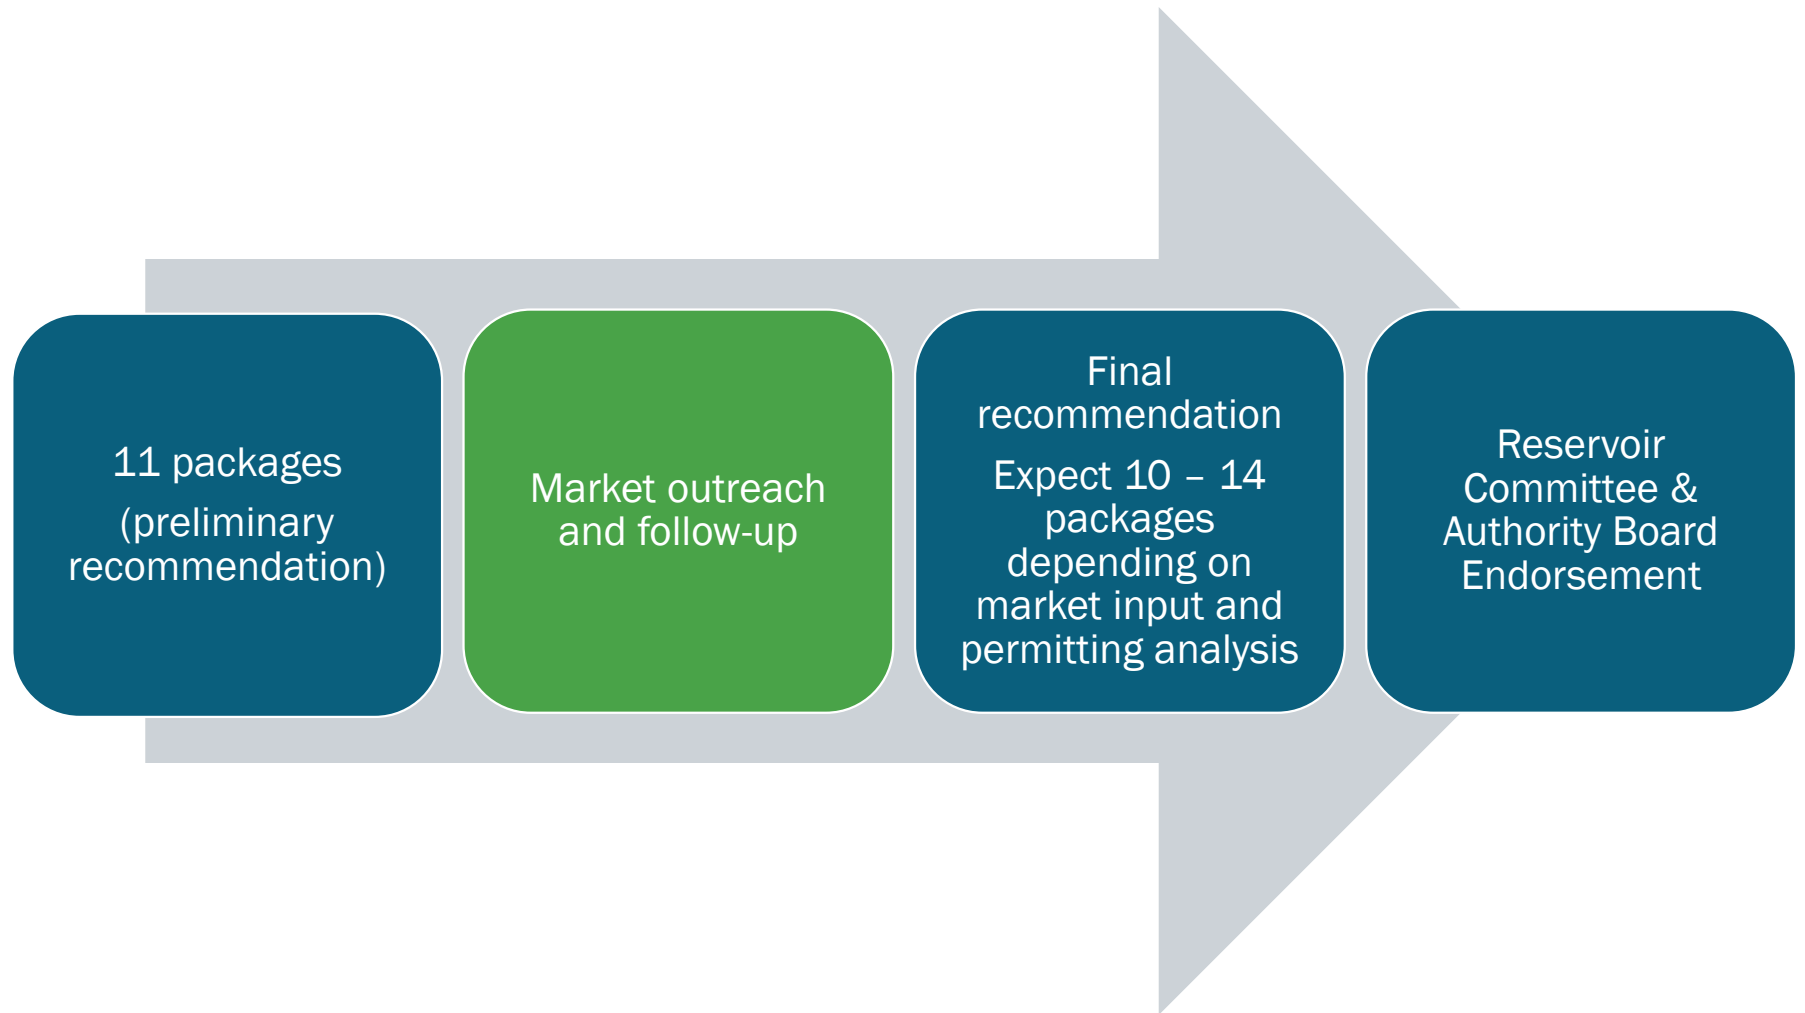 11 packages
(preliminary
recommendation)
Market outreach
and follow-up
Final
recommendation
Expect 10 – 14
packages
depending on
market input and
permitting analysis
Reservoir
Committee &
Authority Board
Endorsement